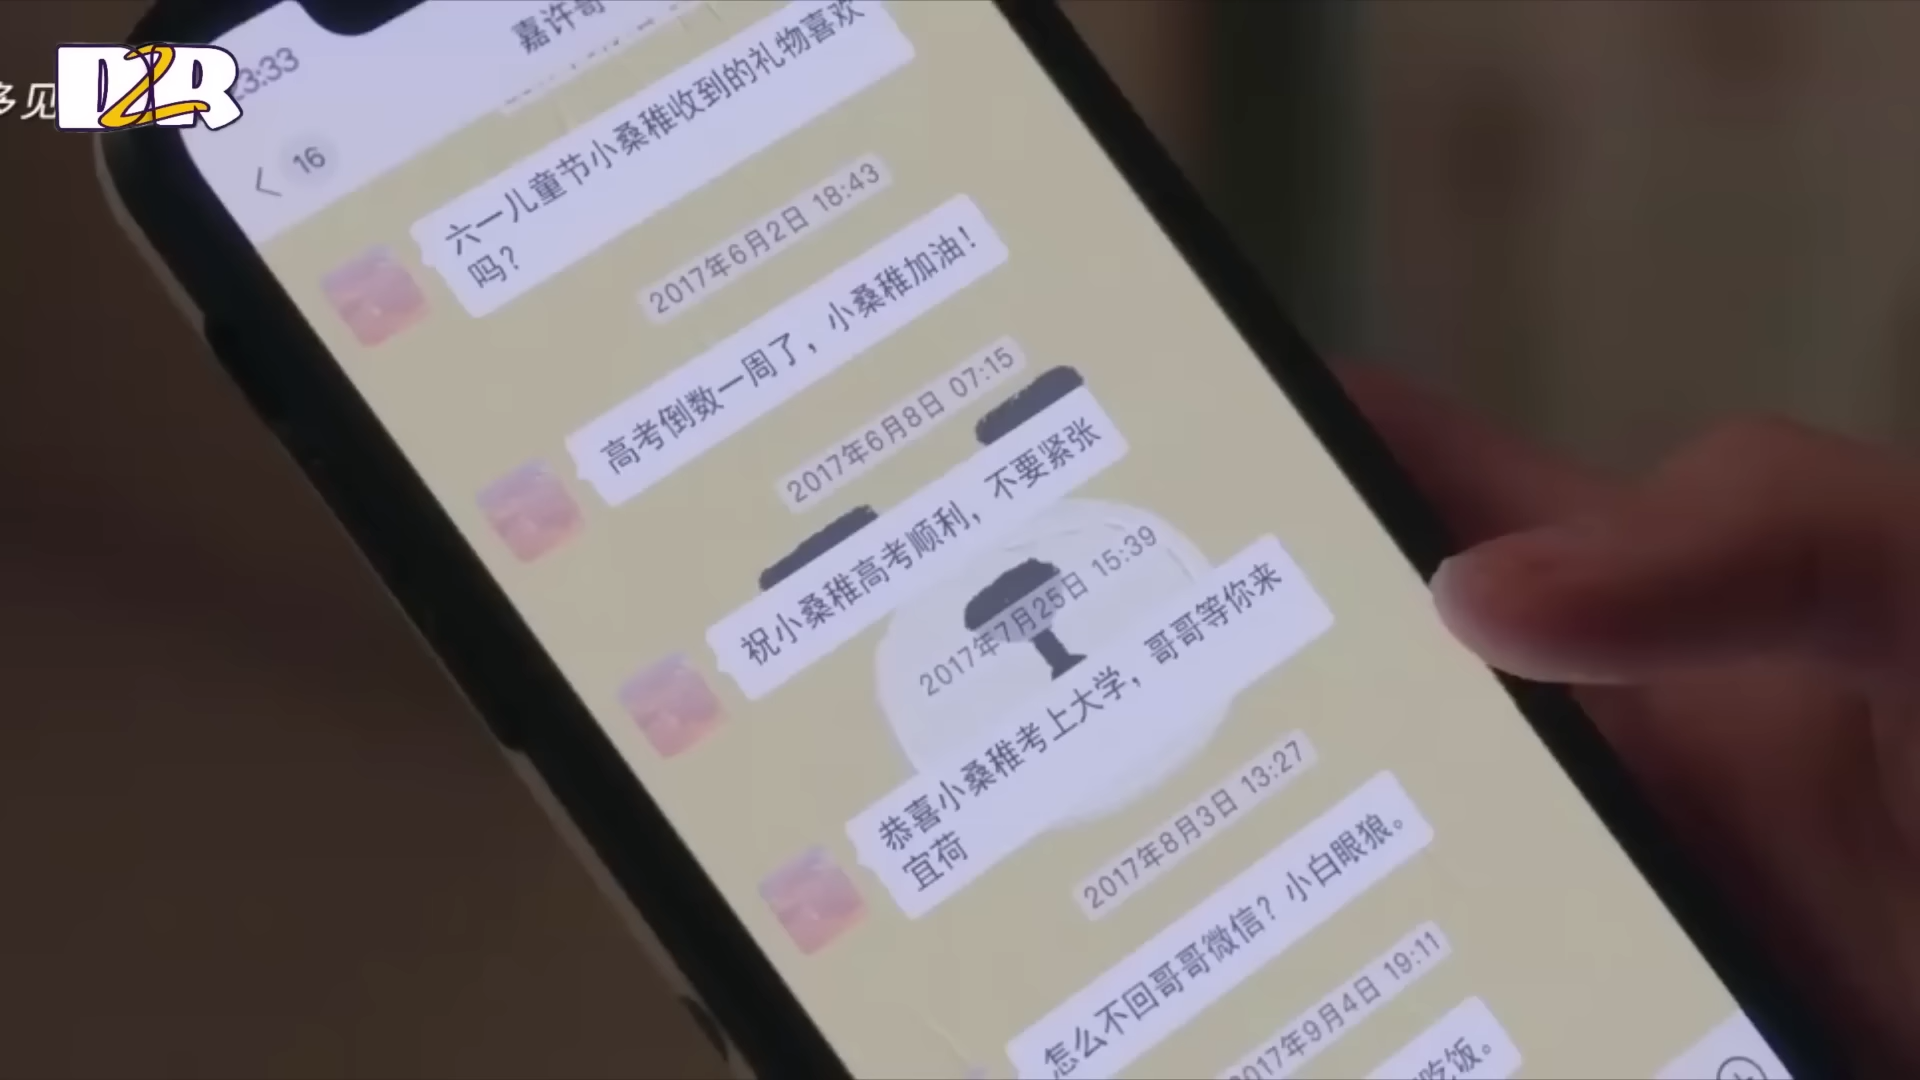 多见
DZR
3:33
嘉许哥
16
六一儿童节小桑稚收到的礼物喜欢
吗？
2017年6月2日 18:43
高考倒数一周了，小桑稚加油！
2017年6月8日 07:15
祝小桑稚高考顺利，不要紧张
2017年7月25日 15:39
恭喜小桑稚考上大学，哥哥等你来
宜荷
2017年8月3日 13:27
怎么不回哥哥微信？小白眼狼。
2017年9月4日 19:11
吃饭。